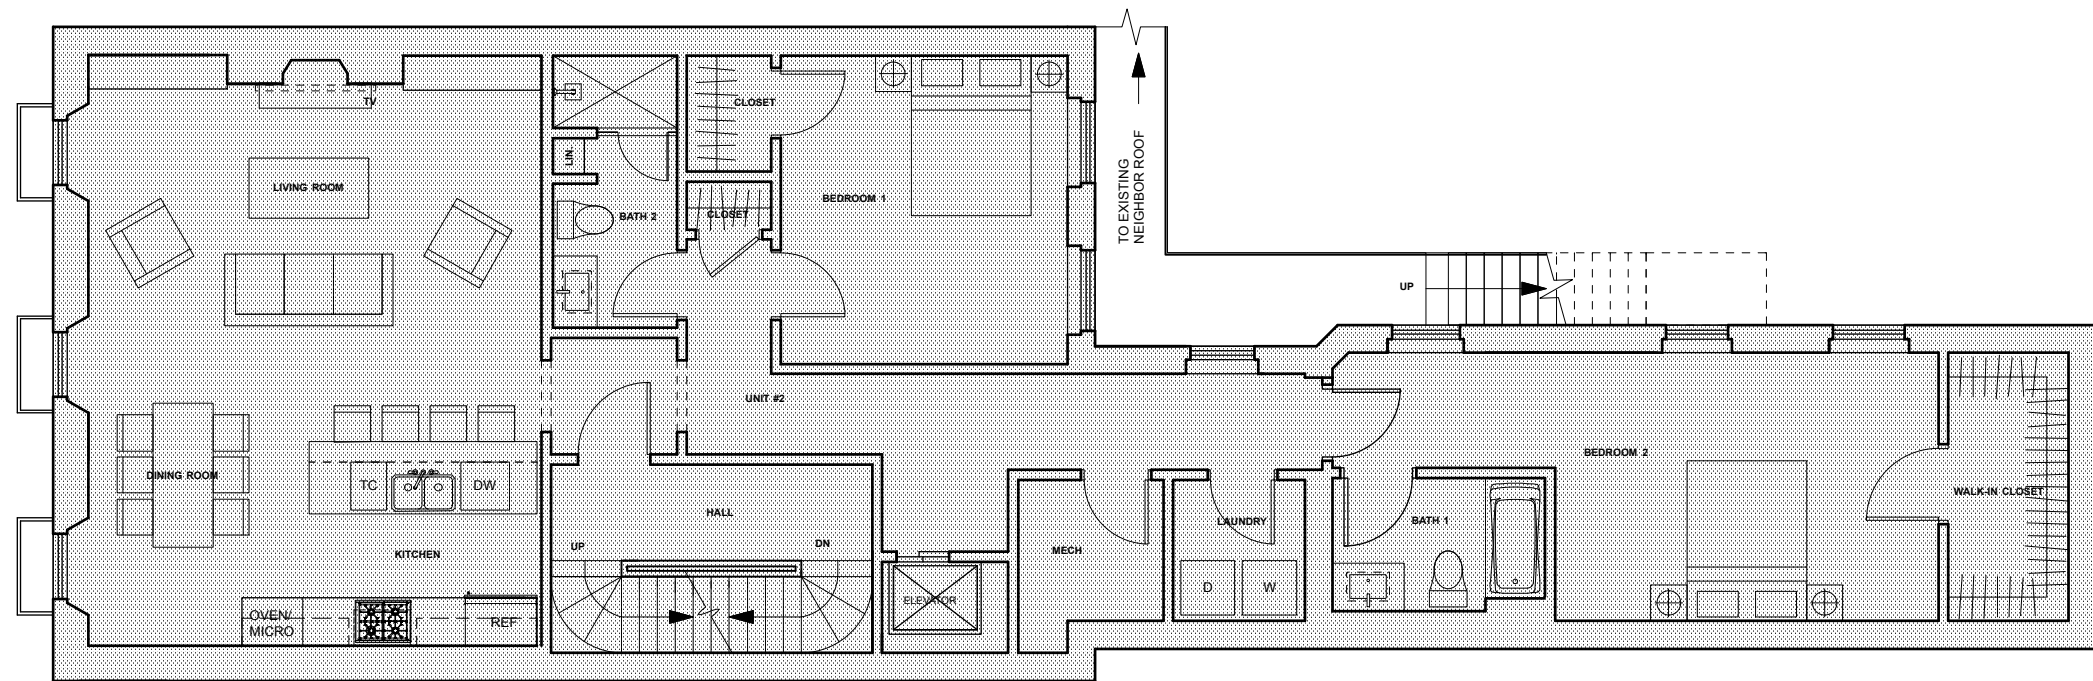 TV
CLOSET
LIN.
LIVING ROOM
BATH 2
CLOSET
BEDROOM 1
TO EXISTING
NEIGHBOR ROOF
UP
UNIT #2
DINING ROOM
TC
DW
KITCHEN
OVEN/
MICRO
REF
HALL
UP
DN
ELEVATOR
MECH
LAUNDRY
D
W
BATH 1
BEDROOM 2
WALK-IN CLOSET